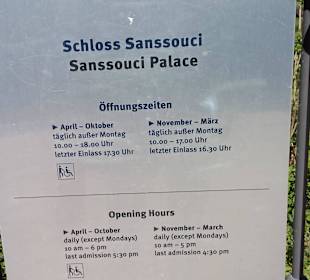 Schloss Sanssouci
Sanssouci Palace
Öffnungszeiten
▶ April – Oktober
täglich außer Montag
10.00 – 18.00 Uhr
letzter Einlass 17.30 Uhr
▶ November – März
täglich außer Montag
10.00 – 17.00 Uhr
letzter Einlass 16.30 Uhr
Opening Hours
▶ April – October
daily (except Mondays)
10 am – 6 pm
last admission 5:30 pm
▶ November – March
daily (except Mondays)
10 am – 5 pm
last admission 4:30 pm